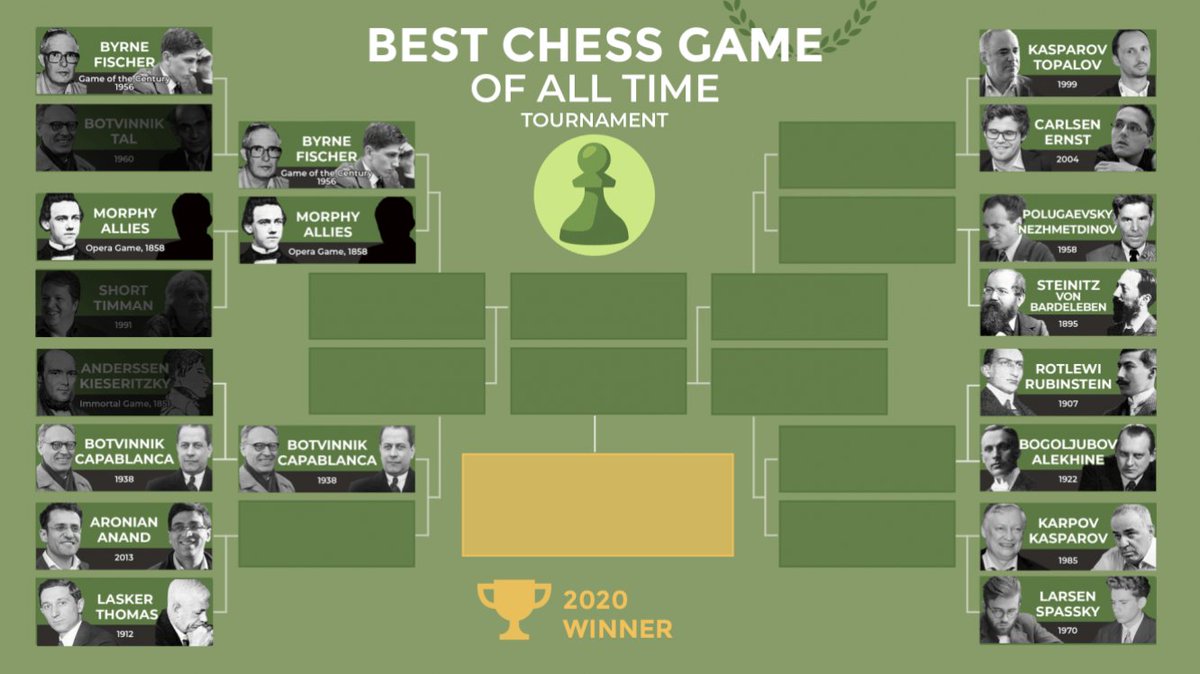 BEST CHESS GAME
OF ALL TIME
TOURNAMENT
BYRNE
FISCHER
Game of the Century
1956
BOTVINNIK
TAL
1960
MORPHY
ALLIES
Opera Game, 1858
SHORT
TIMMAN
1991
ANDERSSEN
KIESERITZKY
Immortal Game, 1851
BOTVINNIK
CAPABLANCA
1938
ARONIAN
ANAND
2013
LASKER
THOMAS
1912
BYRNE
FISCHER
Game of the Century
1956
MORPHY
ALLIES
Opera Game, 1858
BOTVINNIK
CAPABLANCA
1938
2020
WINNER
KASPAROV
TOPALOV
1999
CARLSEN
ERNST
2004
POLUGAEVSKY
NEZHMETDINOV
1958
STEINITZ
VON
BARDELEBEN
1895
ROTLEWI
RUBINSTEIN
1907
BOGOLJUBOV
ALEKHINE
1922
KARPOV
KASPAROV
1985
LARSEN
SPASSKY
1970